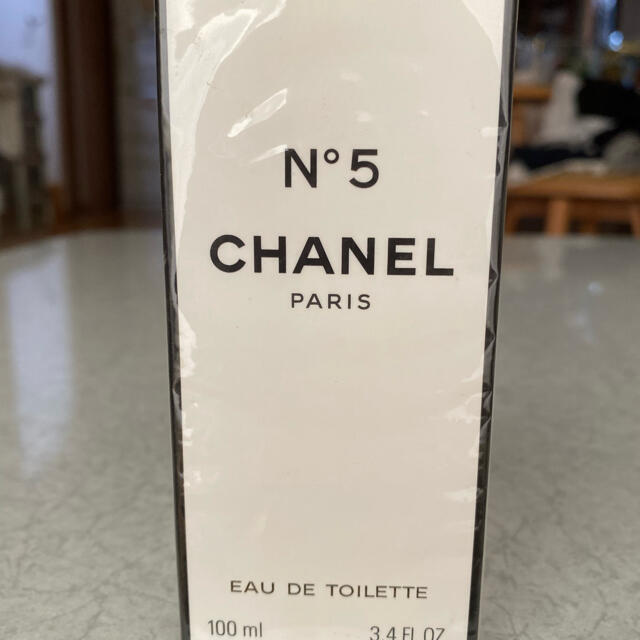 N°5
CHANEL
PARIS
EAU DE TOILETTE
100 ml 3.4 FL OZ